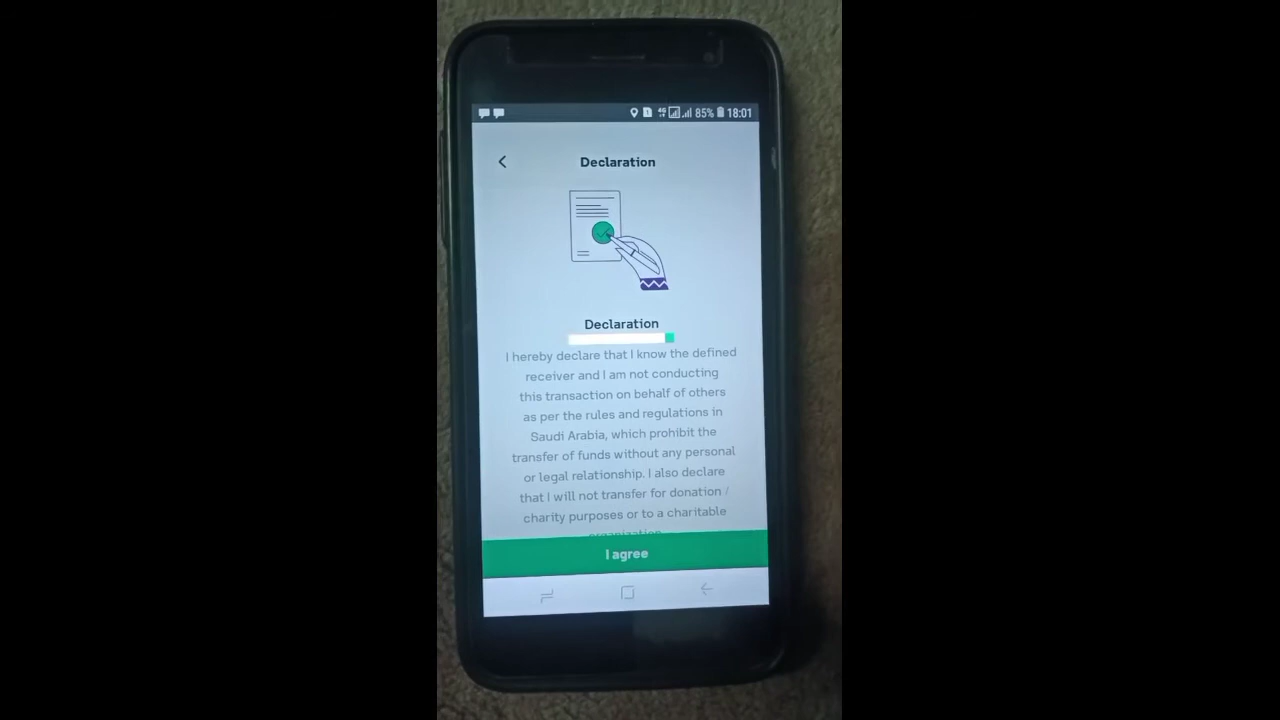 85% 18:01
Declaration
Declaration
I hereby declare that I know the defined
receiver and I am not conducting
this transaction on behalf of others
as per the rules and regulations in
Saudi Arabia, which prohibit the
transfer of funds without any personal
or legal relationship. I also declare
that I will not transfer for donation /
charity purposes or to a charitable
organization.
I agree